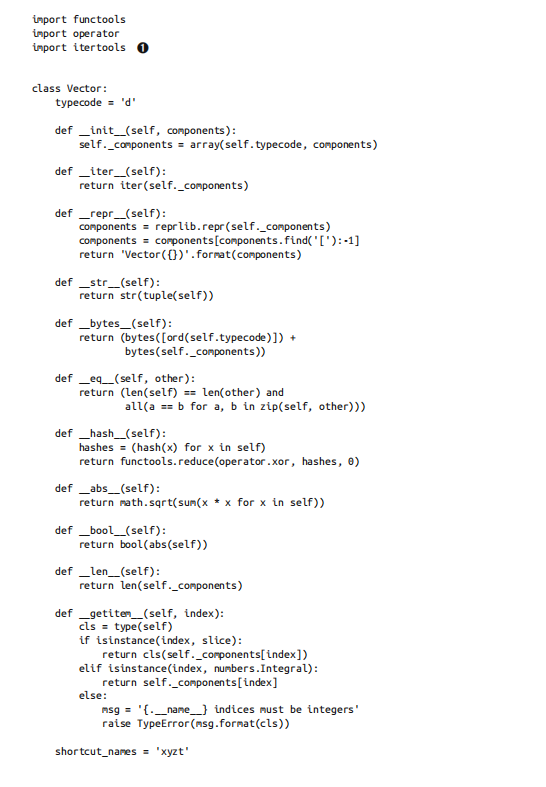 import functools
import operator
import itertools ❶
class Vector:
    typecode = 'd'
    def __init__(self, components):
        self._components = array(self.typecode, components)
    def __iter__(self):
        return iter(self._components)
    def __repr__(self):
        components = reprlib.repr(self._components)
        components = components[components.find('['):-1]
        return 'Vector({})'.format(components)
    def __str__(self):
        return str(tuple(self))
    def __bytes__(self):
        return (bytes([ord(self.typecode)]) +
                bytes(self._components))
    def __eq__(self, other):
        return (len(self) == len(other) and
                all(a == b for a, b in zip(self, other)))
    def __hash__(self):
        hashes = (hash(x) for x in self)
        return functools.reduce(operator.xor, hashes, 0)
    def __abs__(self):
        return math.sqrt(sum(x * x for x in self))
    def __bool__(self):
        return bool(abs(self))
    def __len__(self):
        return len(self._components)
    def __getitem__(self, index):
        cls = type(self)
        if isinstance(index, slice):
            return cls(self._components[index])
        elif isinstance(index, numbers.Integral):
            return self._components[index]
        else:
            msg = '{.__name__} indices must be integers'
            raise TypeError(msg.format(cls))
    shortcut_names = 'xyzt'